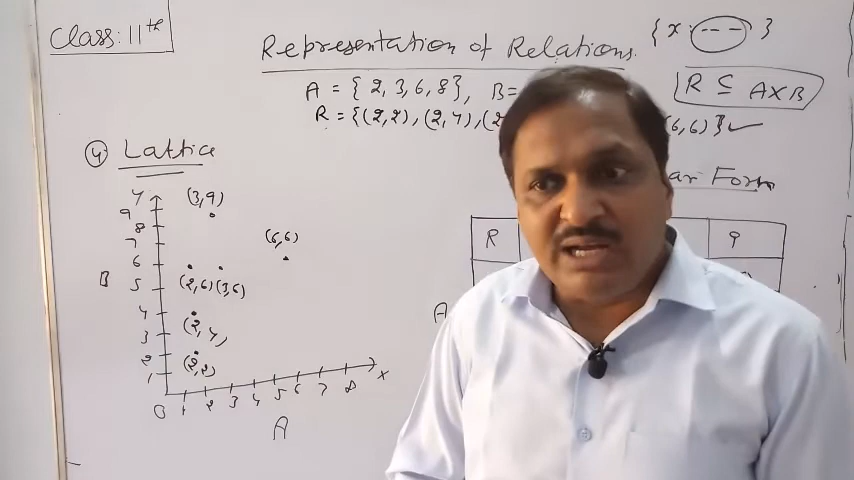 Class: 11th
Representation of Relations.
{ x : --- }
A = { 2, 3, 6, 8}, B =
R ⊆ A×B
R = {(2,2), (2,4), (2
(6,6)} ✓
④ Lattice
ar Form
y
(3,9)
9
8
(6,6)
7
6
B 5
(2,6) (3,6)
4
(2,4)
3
2
(2,2)
1
0 1 2 3 4 5 6 7 8 x
A
R
9
A